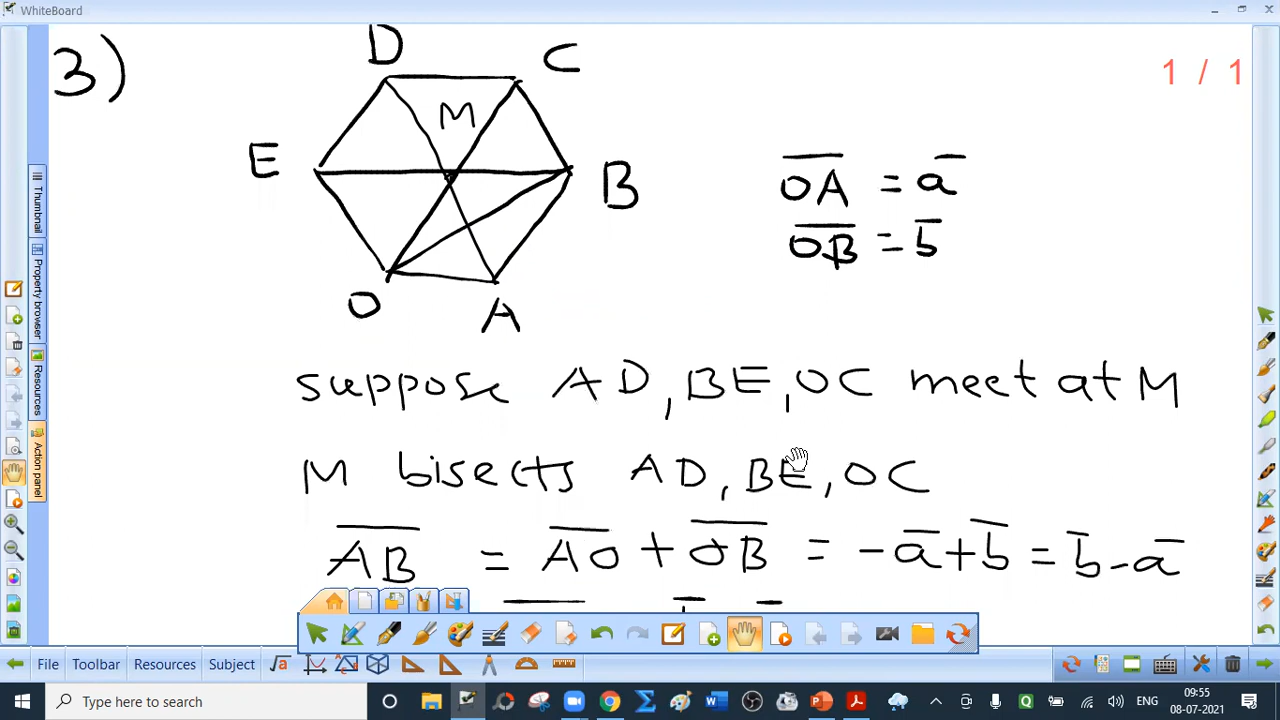 WhiteBoard
3)
D
C
1 / 1
M
E
B
O
A
OA = a
OB = b
suppose AD, BE, OC meet at M
M bisects AD, BE, OC
AB = AO + OB = -a + b = b - a
Thumbnail
Property browser
Resources
Action panel
File Toolbar Resources Subject
Type here to search
ENG
09:55
08-07-2021